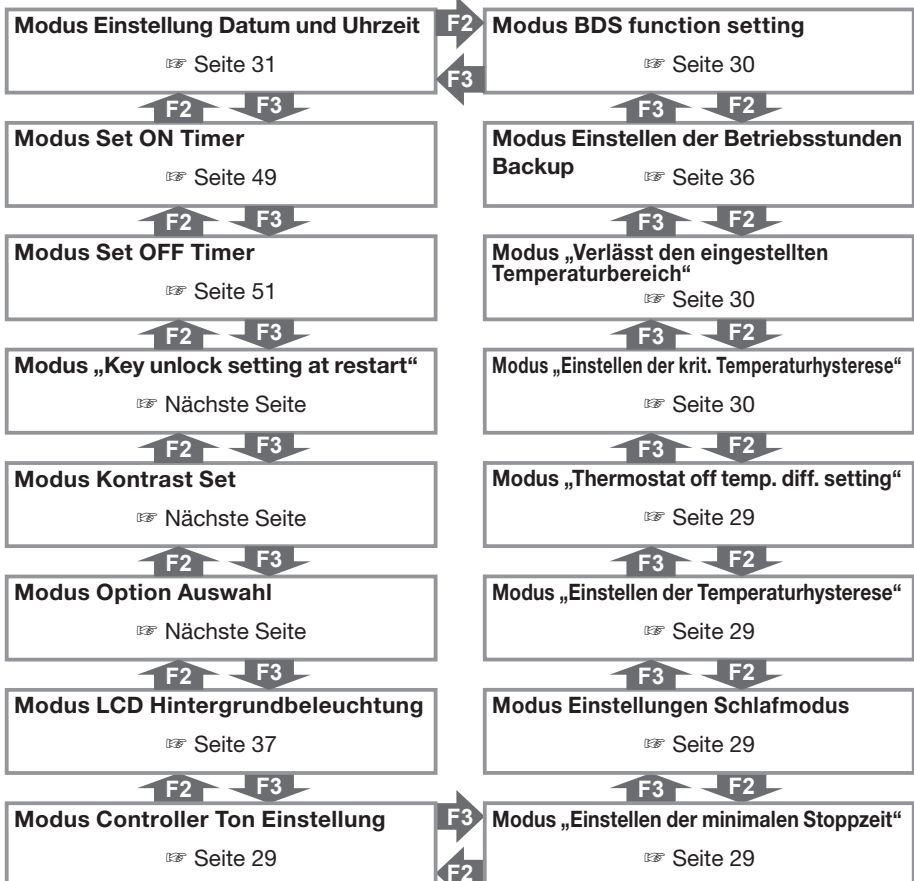 Modus Einstellung Datum und Uhrzeit
☞ Seite 31
F2
F3
Modus BDS function setting
☞ Seite 30
F2 F3
F3 F2
Modus Set ON Timer
☞ Seite 49
Modus Einstellen der Betriebsstunden
Backup ☞ Seite 36
F2 F3
F3 F2
Modus Set OFF Timer
☞ Seite 51
Modus „Verlässt den eingestellten
Temperaturbereich“
☞ Seite 30
F2 F3
F3 F2
Modus „Key unlock setting at restart“
☞ Nächste Seite
Modus „Einstellen der krit. Temperaturhysterese“
☞ Seite 30
F2 F3
F3 F2
Modus Kontrast Set
☞ Nächste Seite
Modus „Thermostat off temp. diff. setting“
☞ Seite 29
F2 F3
F3 F2
Modus Option Auswahl
☞ Nächste Seite
Modus „Einstellen der Temperaturhysterese“
☞ Seite 29
F2 F3
F3 F2
Modus LCD Hintergrundbeleuchtung
☞ Seite 37
Modus Einstellungen Schlafmodus
☞ Seite 29
F2 F3
F3 F2
Modus Controller Ton Einstellung
☞ Seite 29
F3
F2
Modus „Einstellen der minimalen Stoppzeit“
☞ Seite 29